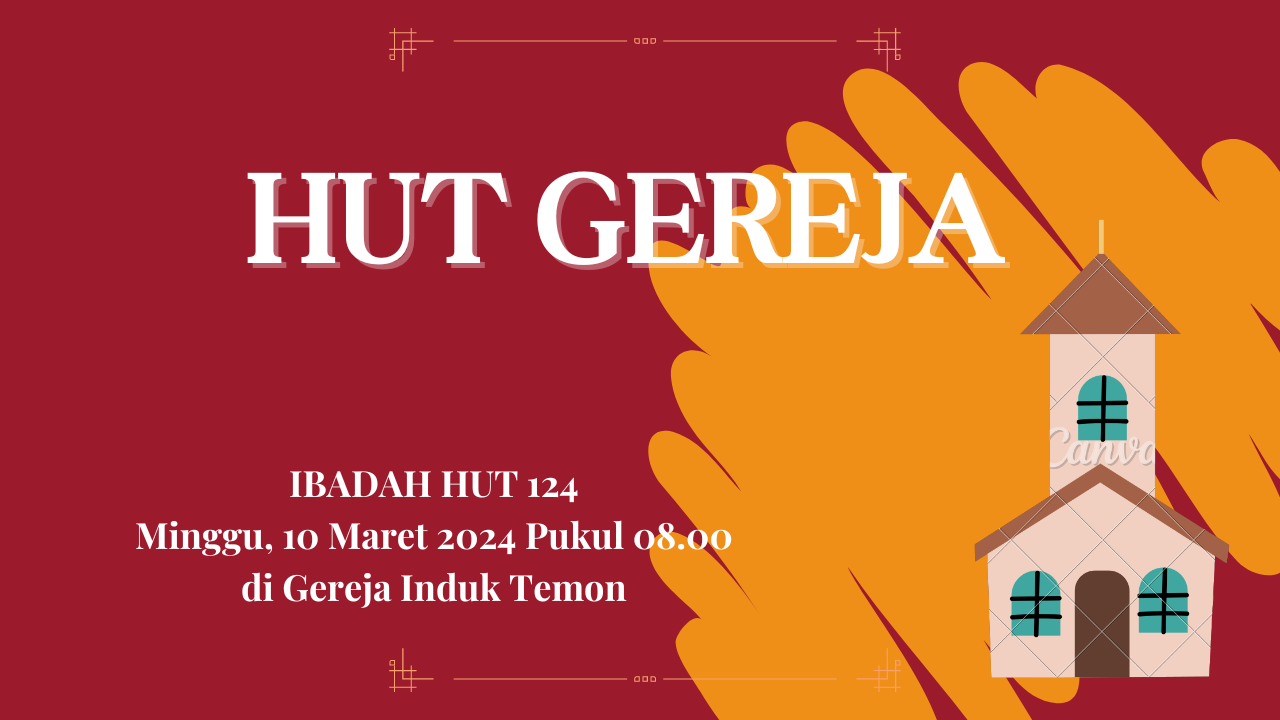 HUT GEREJA
Canva
IBADAH HUT 124
Minggu, 10 Maret 2024 Pukul 08.00
di Gereja Induk Temon